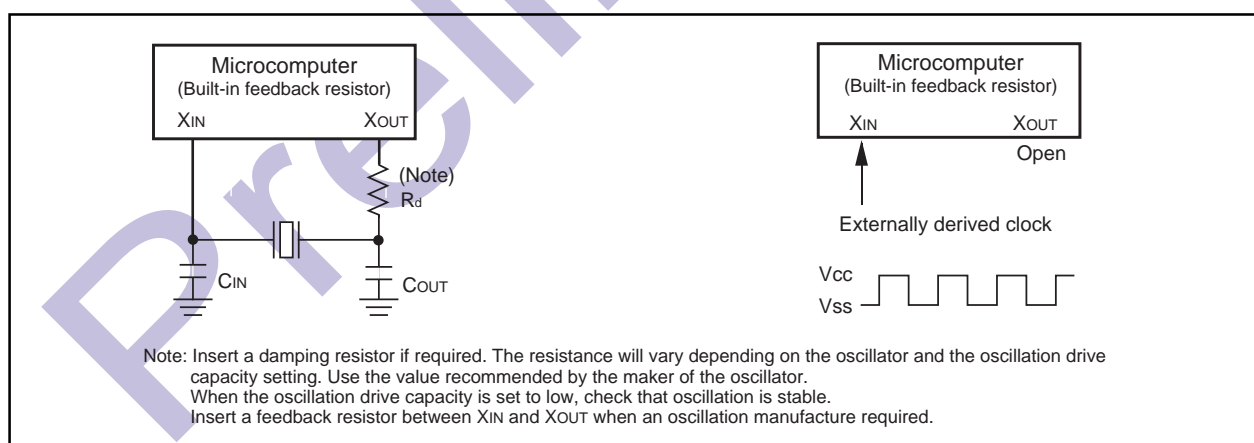 Microcomputer
(Built-in feedback resistor)
XIN XOUT
(Note)
Rd
CIN
COUT
Microcomputer
(Built-in feedback resistor)
XIN XOUT
Open
Externally derived clock
Vcc
Vss
Note: Insert a damping resistor if required. The resistance will vary depending on the oscillator and the oscillation drive
capacity setting. Use the value recommended by the maker of the oscillator.
When the oscillation drive capacity is set to low, check that oscillation is stable.
Insert a feedback resistor between XIN and XOUT when an oscillation manufacture required.